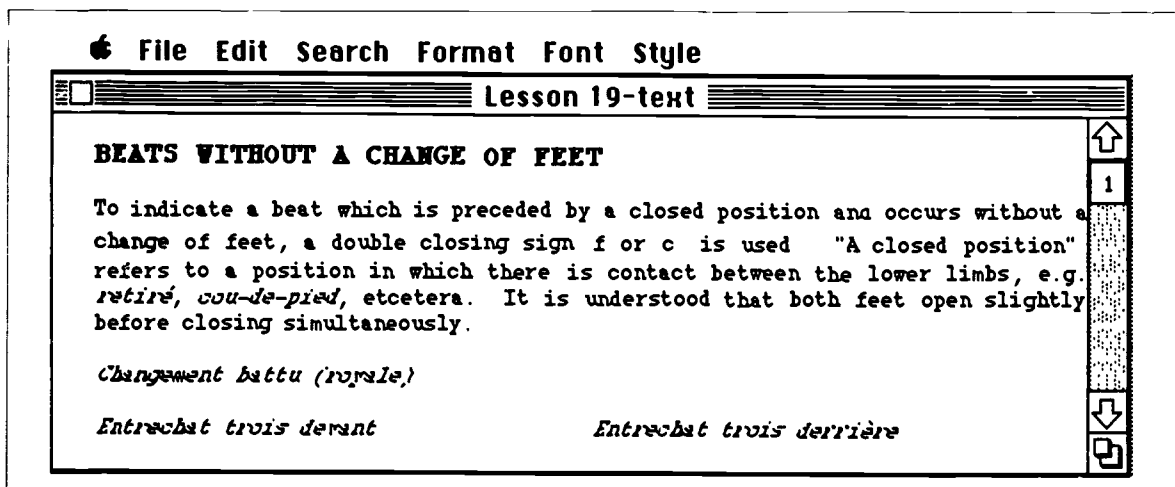 File Edit Search Format Font Style
Lesson 19-text
BEATS WITHOUT A CHANGE OF FEET
1
To indicate a beat which is preceded by a closed position and occurs without a
change of feet, a double closing sign f or c is used "A closed position"
refers to a position in which there is contact between the lower limbs, e.g.
retiré, cou-de-pied, etcetera. It is understood that both feet open slightly
before closing simultaneously.
Changement battu (royale)
Entrechat trois devant Entrechat trois derrière